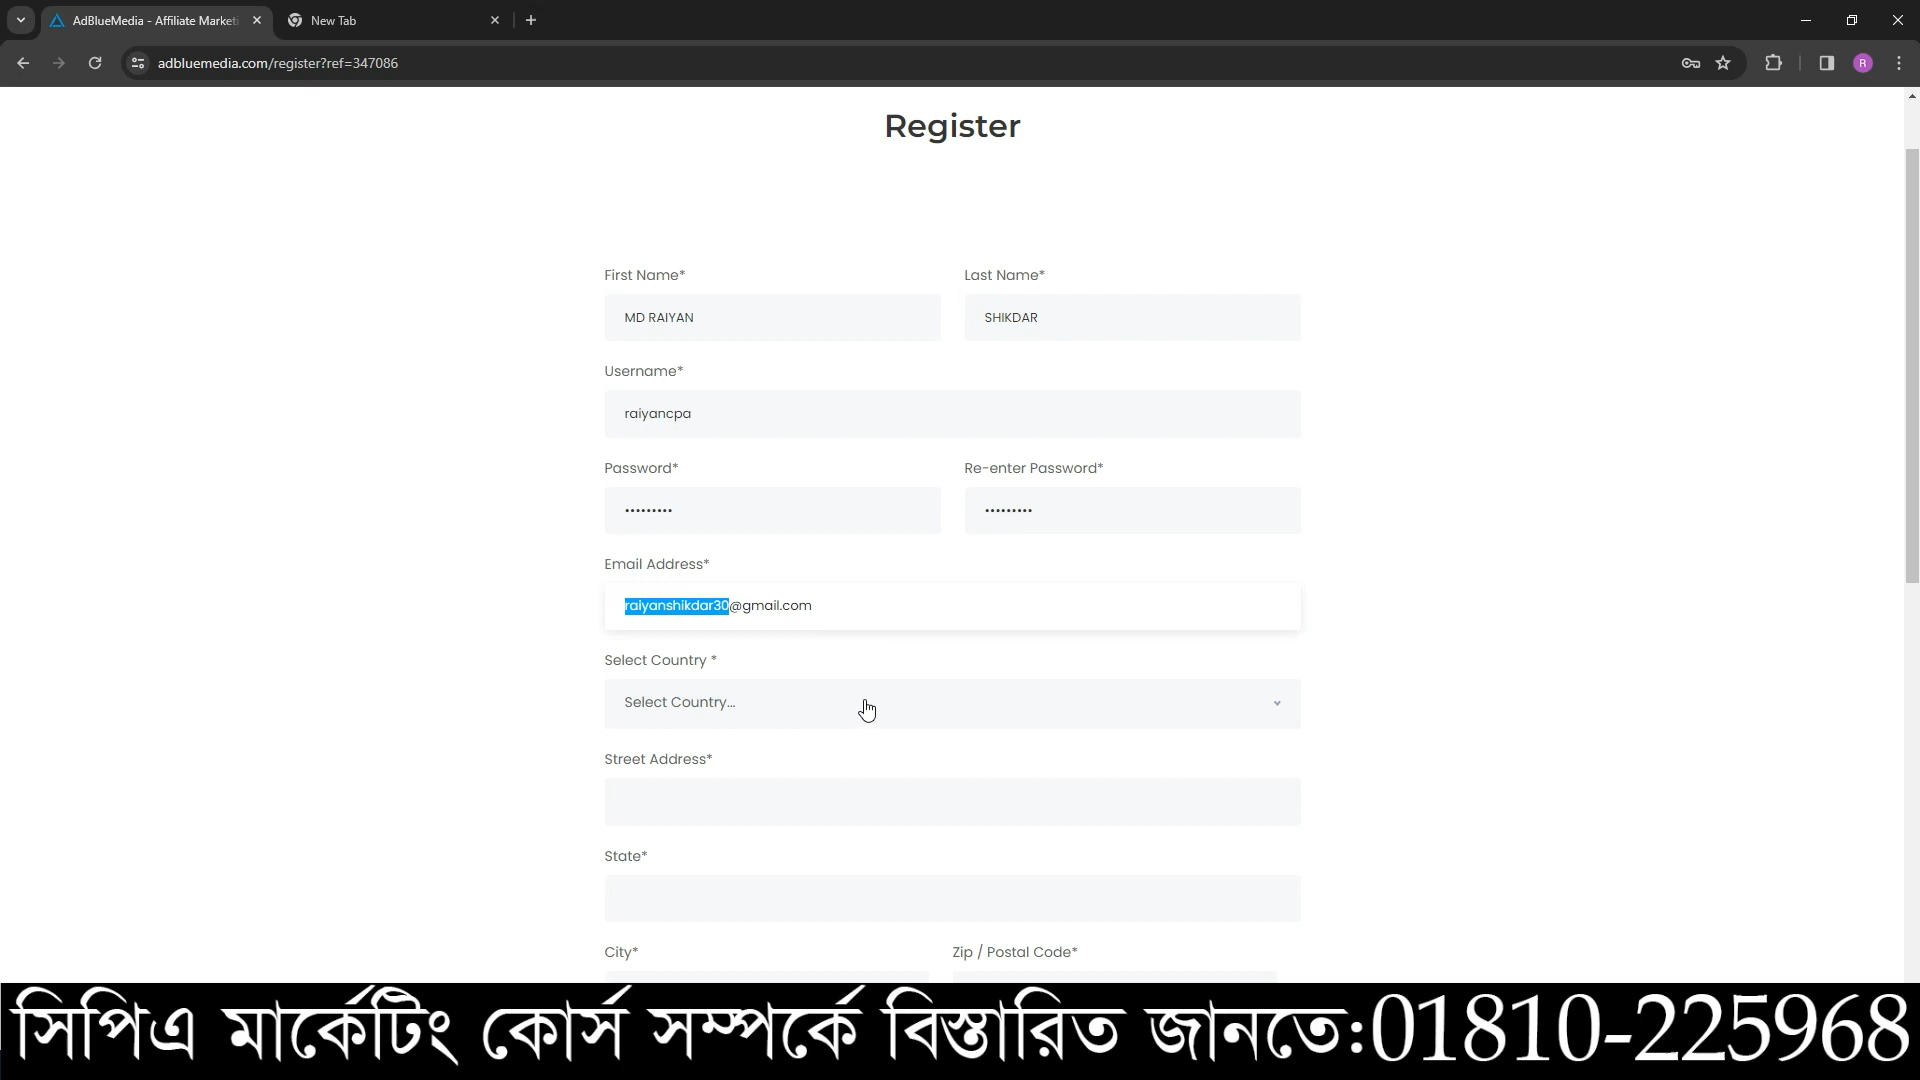 AdBlueMedia - Affiliate Marketi
New Tab
adbluemedia.com/register?ref=347086
R
Register
First Name*
Last Name*
MD RAIYAN
SHIKDAR
Username*
raiyancpa
Password*
Re-enter Password*
•••••••••
•••••••••
Email Address*
raiyanshikdar30@gmail.com
Select Country *
Select Country...
Street Address*
State*
City*
Zip / Postal Code*
সিপিএ মার্কেটিং কোর্স সম্পর্কে বিস্তারিত জানতে:01810-225968